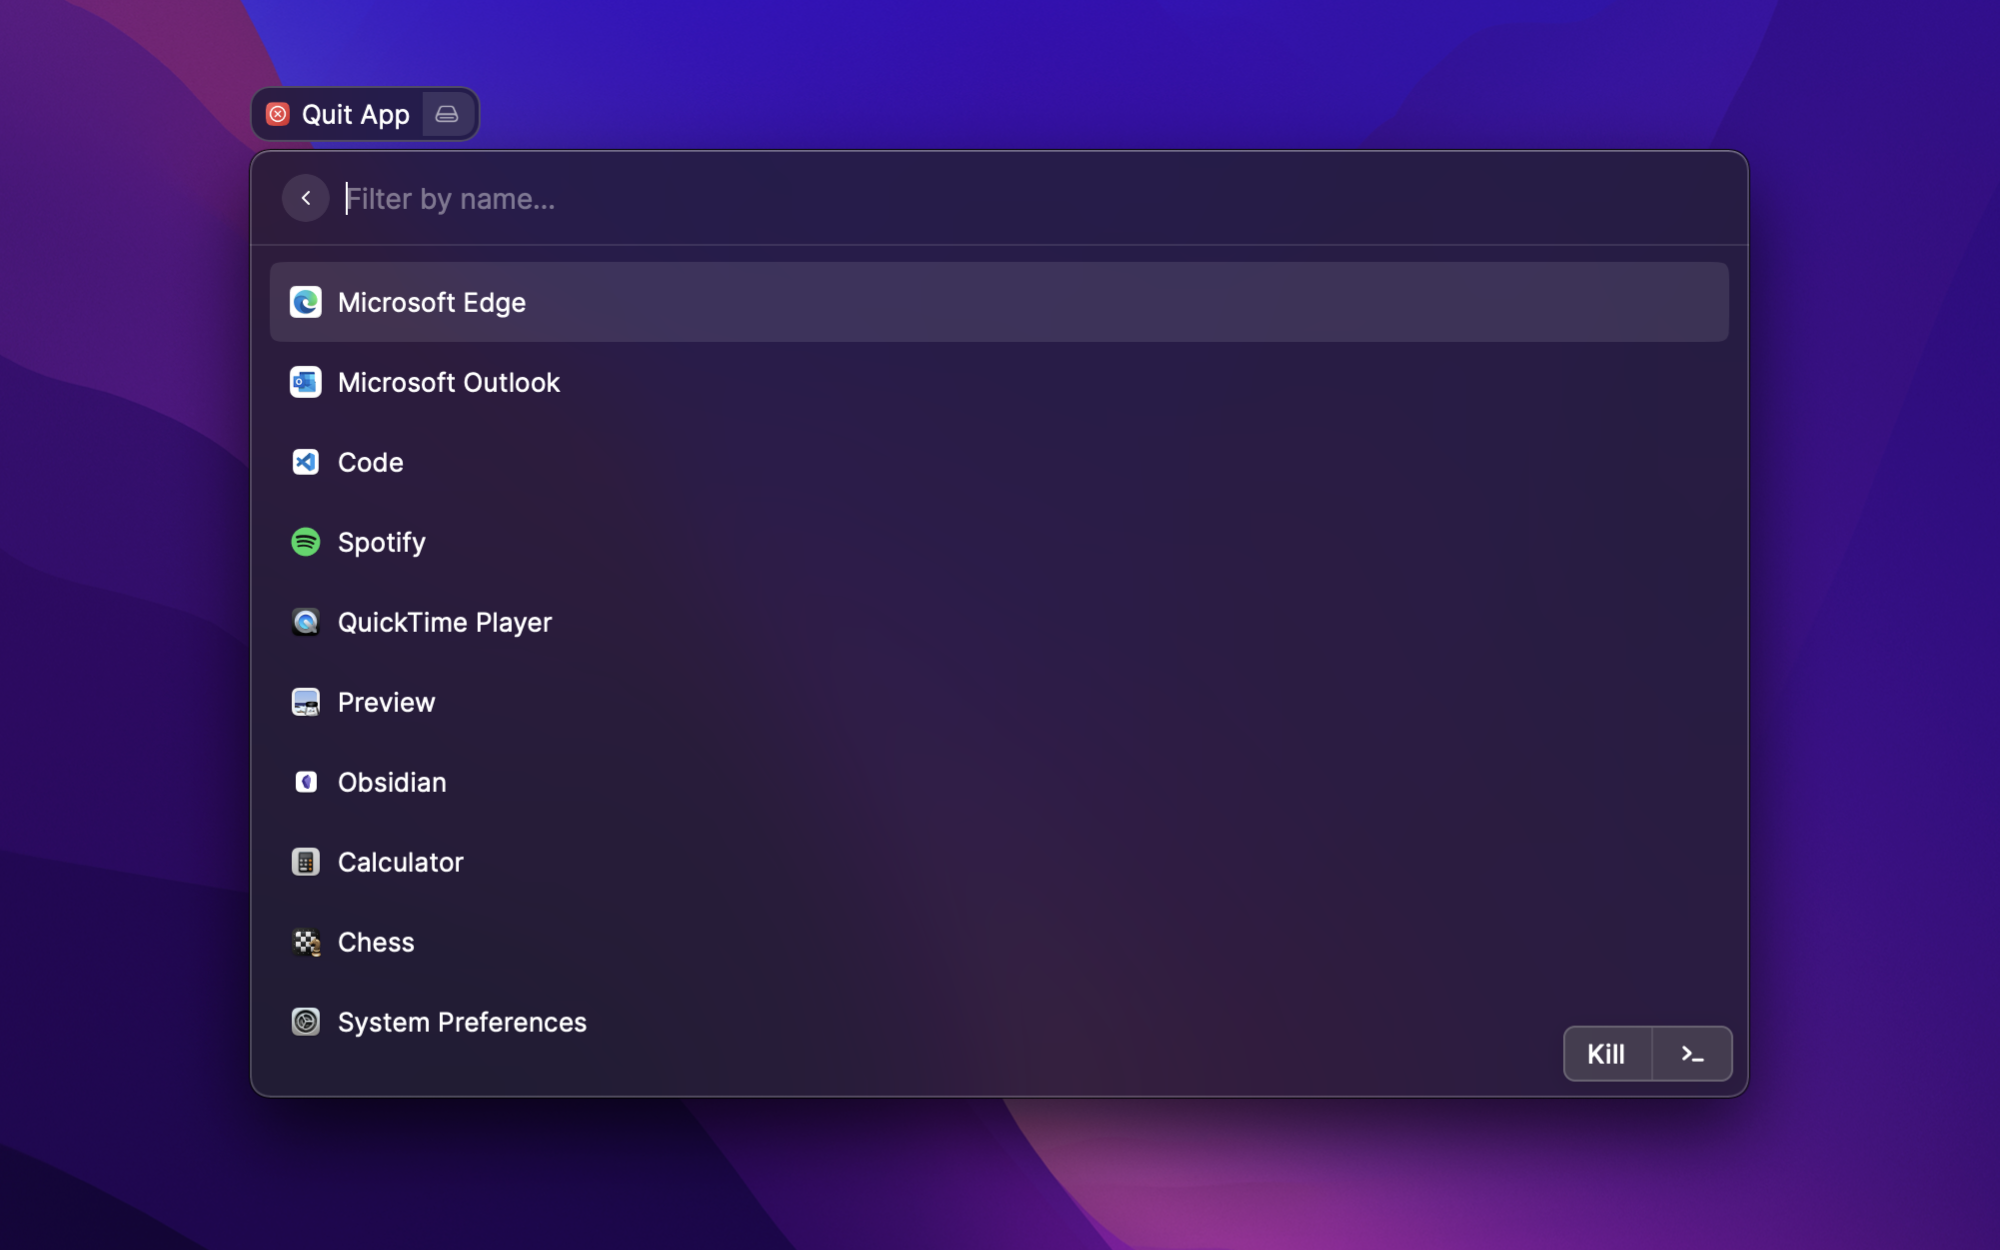 Quit App
Filter by name...
Microsoft Edge
Microsoft Outlook
Code
Spotify
QuickTime Player
Preview
Obsidian
Calculator
Chess
System Preferences
Kill >_